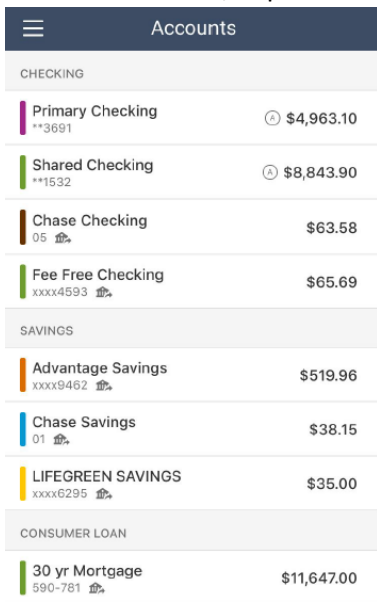 Accounts
CHECKING
Primary Checking
**3691
A $4,963.10
Shared Checking
**1532
A $8,843.90
Chase Checking
05
$63.58
Fee Free Checking
xxxx4593
$65.69
SAVINGS
Advantage Savings
xxxx9462
$519.96
Chase Savings
01
$38.15
LIFEGREEN SAVINGS
xxxx6295
$35.00
CONSUMER LOAN
30 yr Mortgage
590-781
$11,647.00